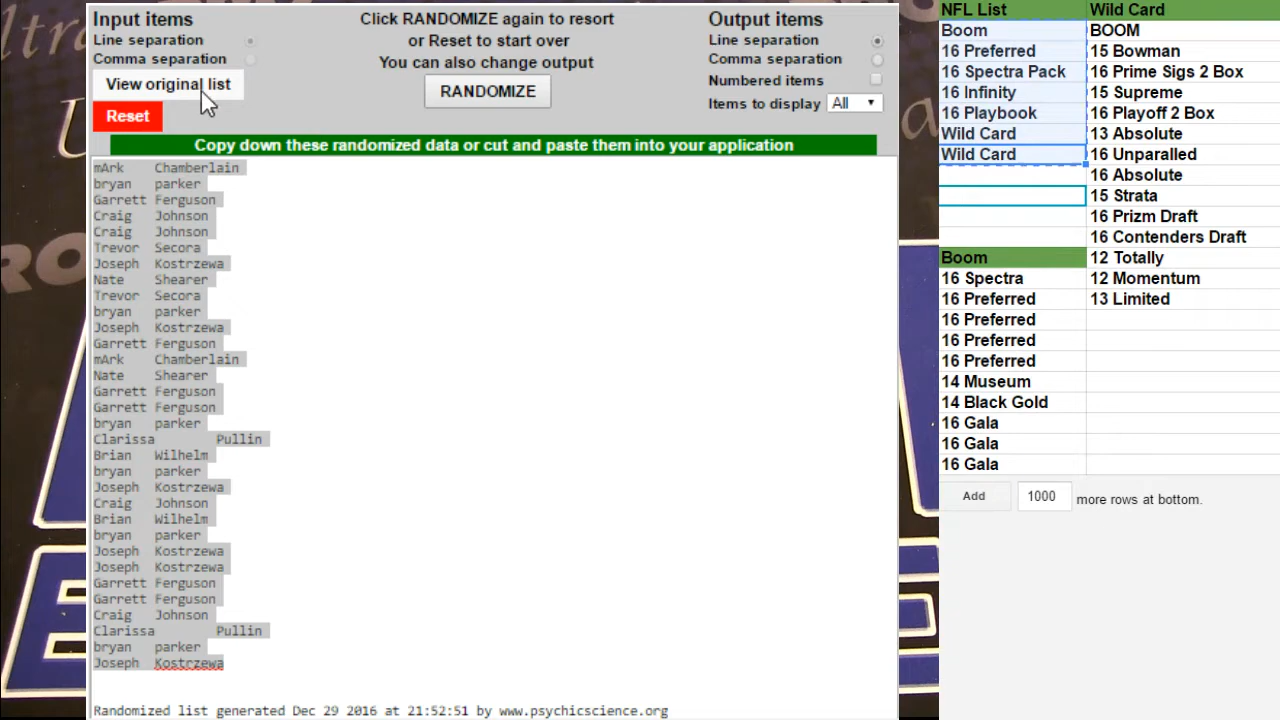 Input items
Line separation
Comma separation
View original list
Reset
Click RANDOMIZE again to resort
or Reset to start over
You can also change output
RANDOMIZE
Output items
Line separation
Comma separation
Numbered items
Items to display All
Copy down these randomized data or cut and paste them into your application
mArk Chamberlain
bryan parker
Garrett Ferguson
Craig Johnson
Craig Johnson
Trevor Secora
Joseph Kostrzewa
Nate Shearer
Trevor Secora
bryan parker
Joseph Kostrzewa
Garrett Ferguson
mArk Chamberlain
Nate Shearer
Garrett Ferguson
Garrett Ferguson
bryan parker
Clarissa Pullin
Brian Wilhelm
bryan parker
Joseph Kostrzewa
Craig Johnson
Brian Wilhelm
bryan parker
Joseph Kostrzewa
Joseph Kostrzewa
Garrett Ferguson
Garrett Ferguson
Craig Johnson
Clarissa Pullin
bryan parker
Joseph Kostrzewa
Randomized list generated Dec 29 2016 at 21:52:51 by www.psychicscience.org
NFL List Wild Card
Boom BOOM
16 Preferred 15 Bowman
16 Spectra Pack 16 Prime Sigs 2 Box
16 Infinity 15 Supreme
16 Playbook 16 Playoff 2 Box
Wild Card 13 Absolute
Wild Card 16 Unparalled
16 Absolute
15 Strata
16 Prizm Draft
16 Contenders Draft
Boom 12 Totally
16 Spectra 12 Momentum
16 Preferred 13 Limited
16 Preferred
16 Preferred
16 Preferred
14 Museum
14 Black Gold
16 Gala
16 Gala
16 Gala
Add 1000 more rows at bottom.